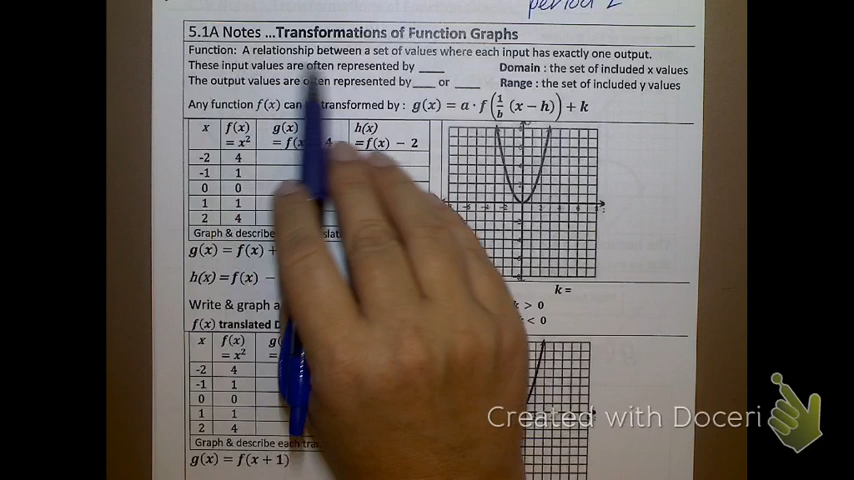 period 2
5.1A Notes ...Transformations of Function Graphs
Function: A relationship between a set of values where each input has exactly one output.
These input values are often represented by ____
Domain : the set of included x values
The output values are often represented by ____ or ____
Range : the set of included y values
Any function f(x) can transformed by : g(x) = a · f(1/b (x − h)) + k
x f(x) = x² g(x) = f(x 4 h(x) =f(x) − 2
-2 4
-1 1
0 0
1 1
2 4
Graph & describe
g(x) = f(x) +
h(x) = f(x) −
k =
Write & graph a
> 0
< 0
f(x) translated
x f(x) = x² g
-2 4
-1 1
0 0
1 1
2 4
Graph & describe each tra
g(x) = f(x + 1)
Created with Doceri